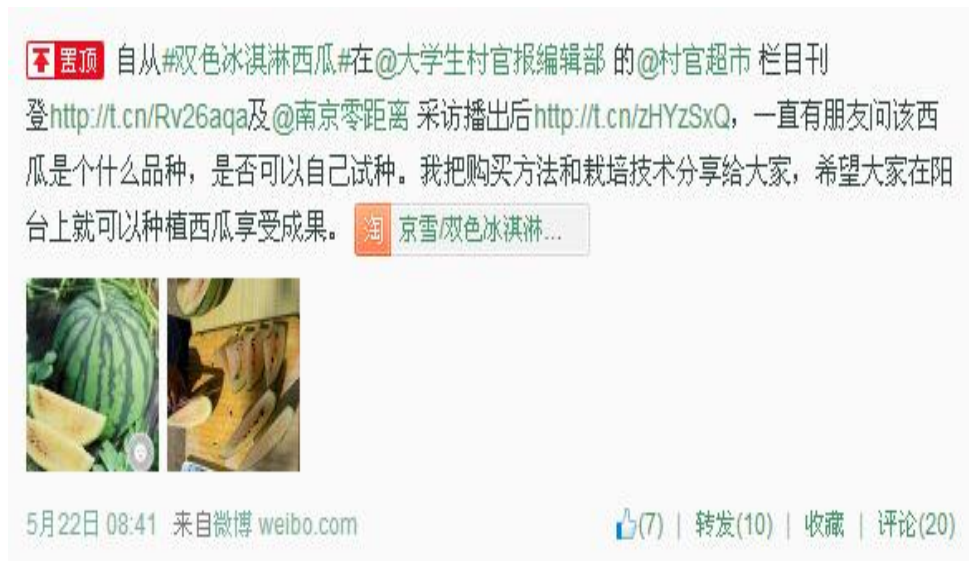 置顶 自从#双色冰淇淋西瓜#在@大学生村官报编辑部 的@村官超市 栏目刊
登http://t.cn/Rv26aqa及@南京零距离 采访播出后http://t.cn/zHYzSxQ，一直有朋友问该西
瓜是个什么品种，是否可以自己试种。我把购买方法和栽培技术分享给大家，希望大家在阳
台上就可以种植西瓜享受成果。 淘 京雪/双色冰淇淋...
5月22日 08:41 来自微博 weibo.com (7) | 转发(10) | 收藏 | 评论(20)